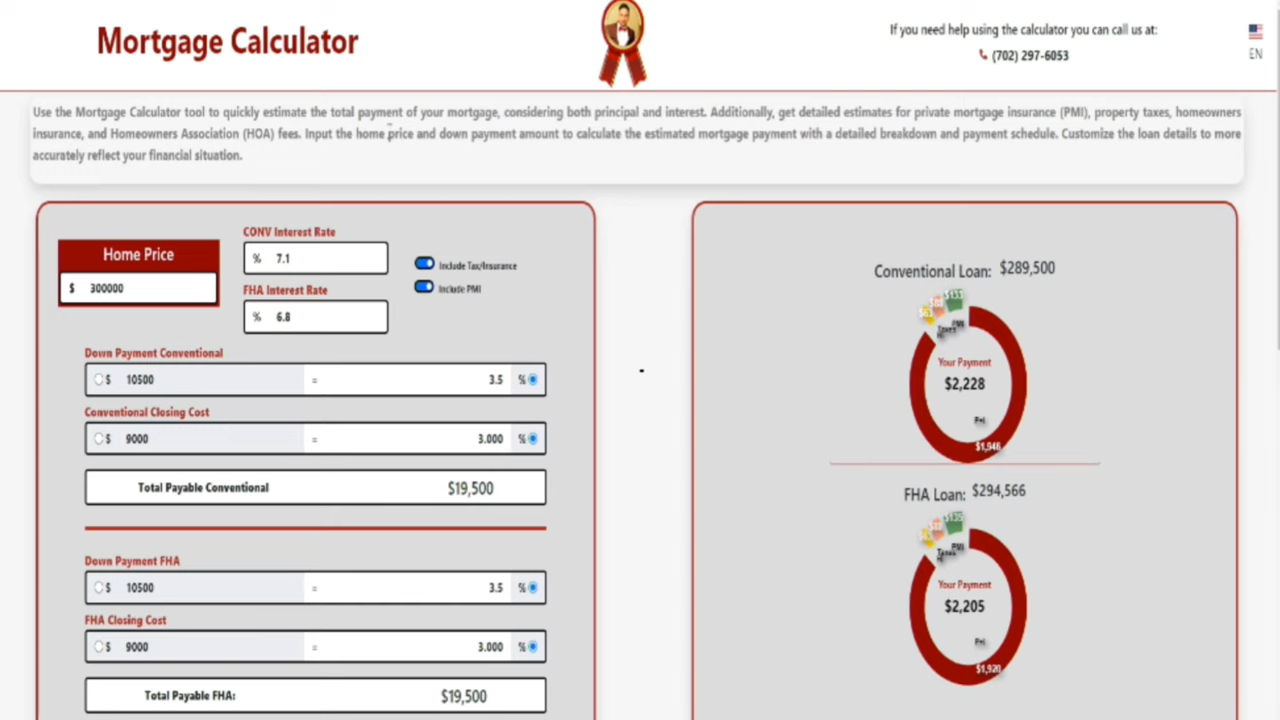 Mortgage Calculator
If you need help using the calculator you can call us at:
(702) 297-6053
EN
Use the Mortgage Calculator tool to quickly estimate the total payment of your mortgage, considering both principal and interest. Additionally, get detailed estimates for private mortgage insurance (PMI), property taxes, homeowners
insurance, and Homeowners Association (HOA) fees. Input the home price and down payment amount to calculate the estimated mortgage payment with a detailed breakdown and payment schedule. Customize the loan details to more
accurately reflect your financial situation.
Home Price
$ 300000
CONV Interest Rate
% 7.1
FHA Interest Rate
% 6.8
Include Tax/Insurance
Include PMI
Down Payment Conventional
$ 10500 = 3.5 %
Conventional Closing Cost
$ 9000 = 3.000 %
Total Payable Conventional $19,500
Down Payment FHA
$ 10500 = 3.5 %
FHA Closing Cost
$ 9000 = 3.000 %
Total Payable FHA: $19,500
Conventional Loan: $289,500
$133
PMI
Your Payment
$2,228
P+I
$1,946
FHA Loan: $294,566
PMI
Taxes
Your Payment
$2,205
P+I
$1,920